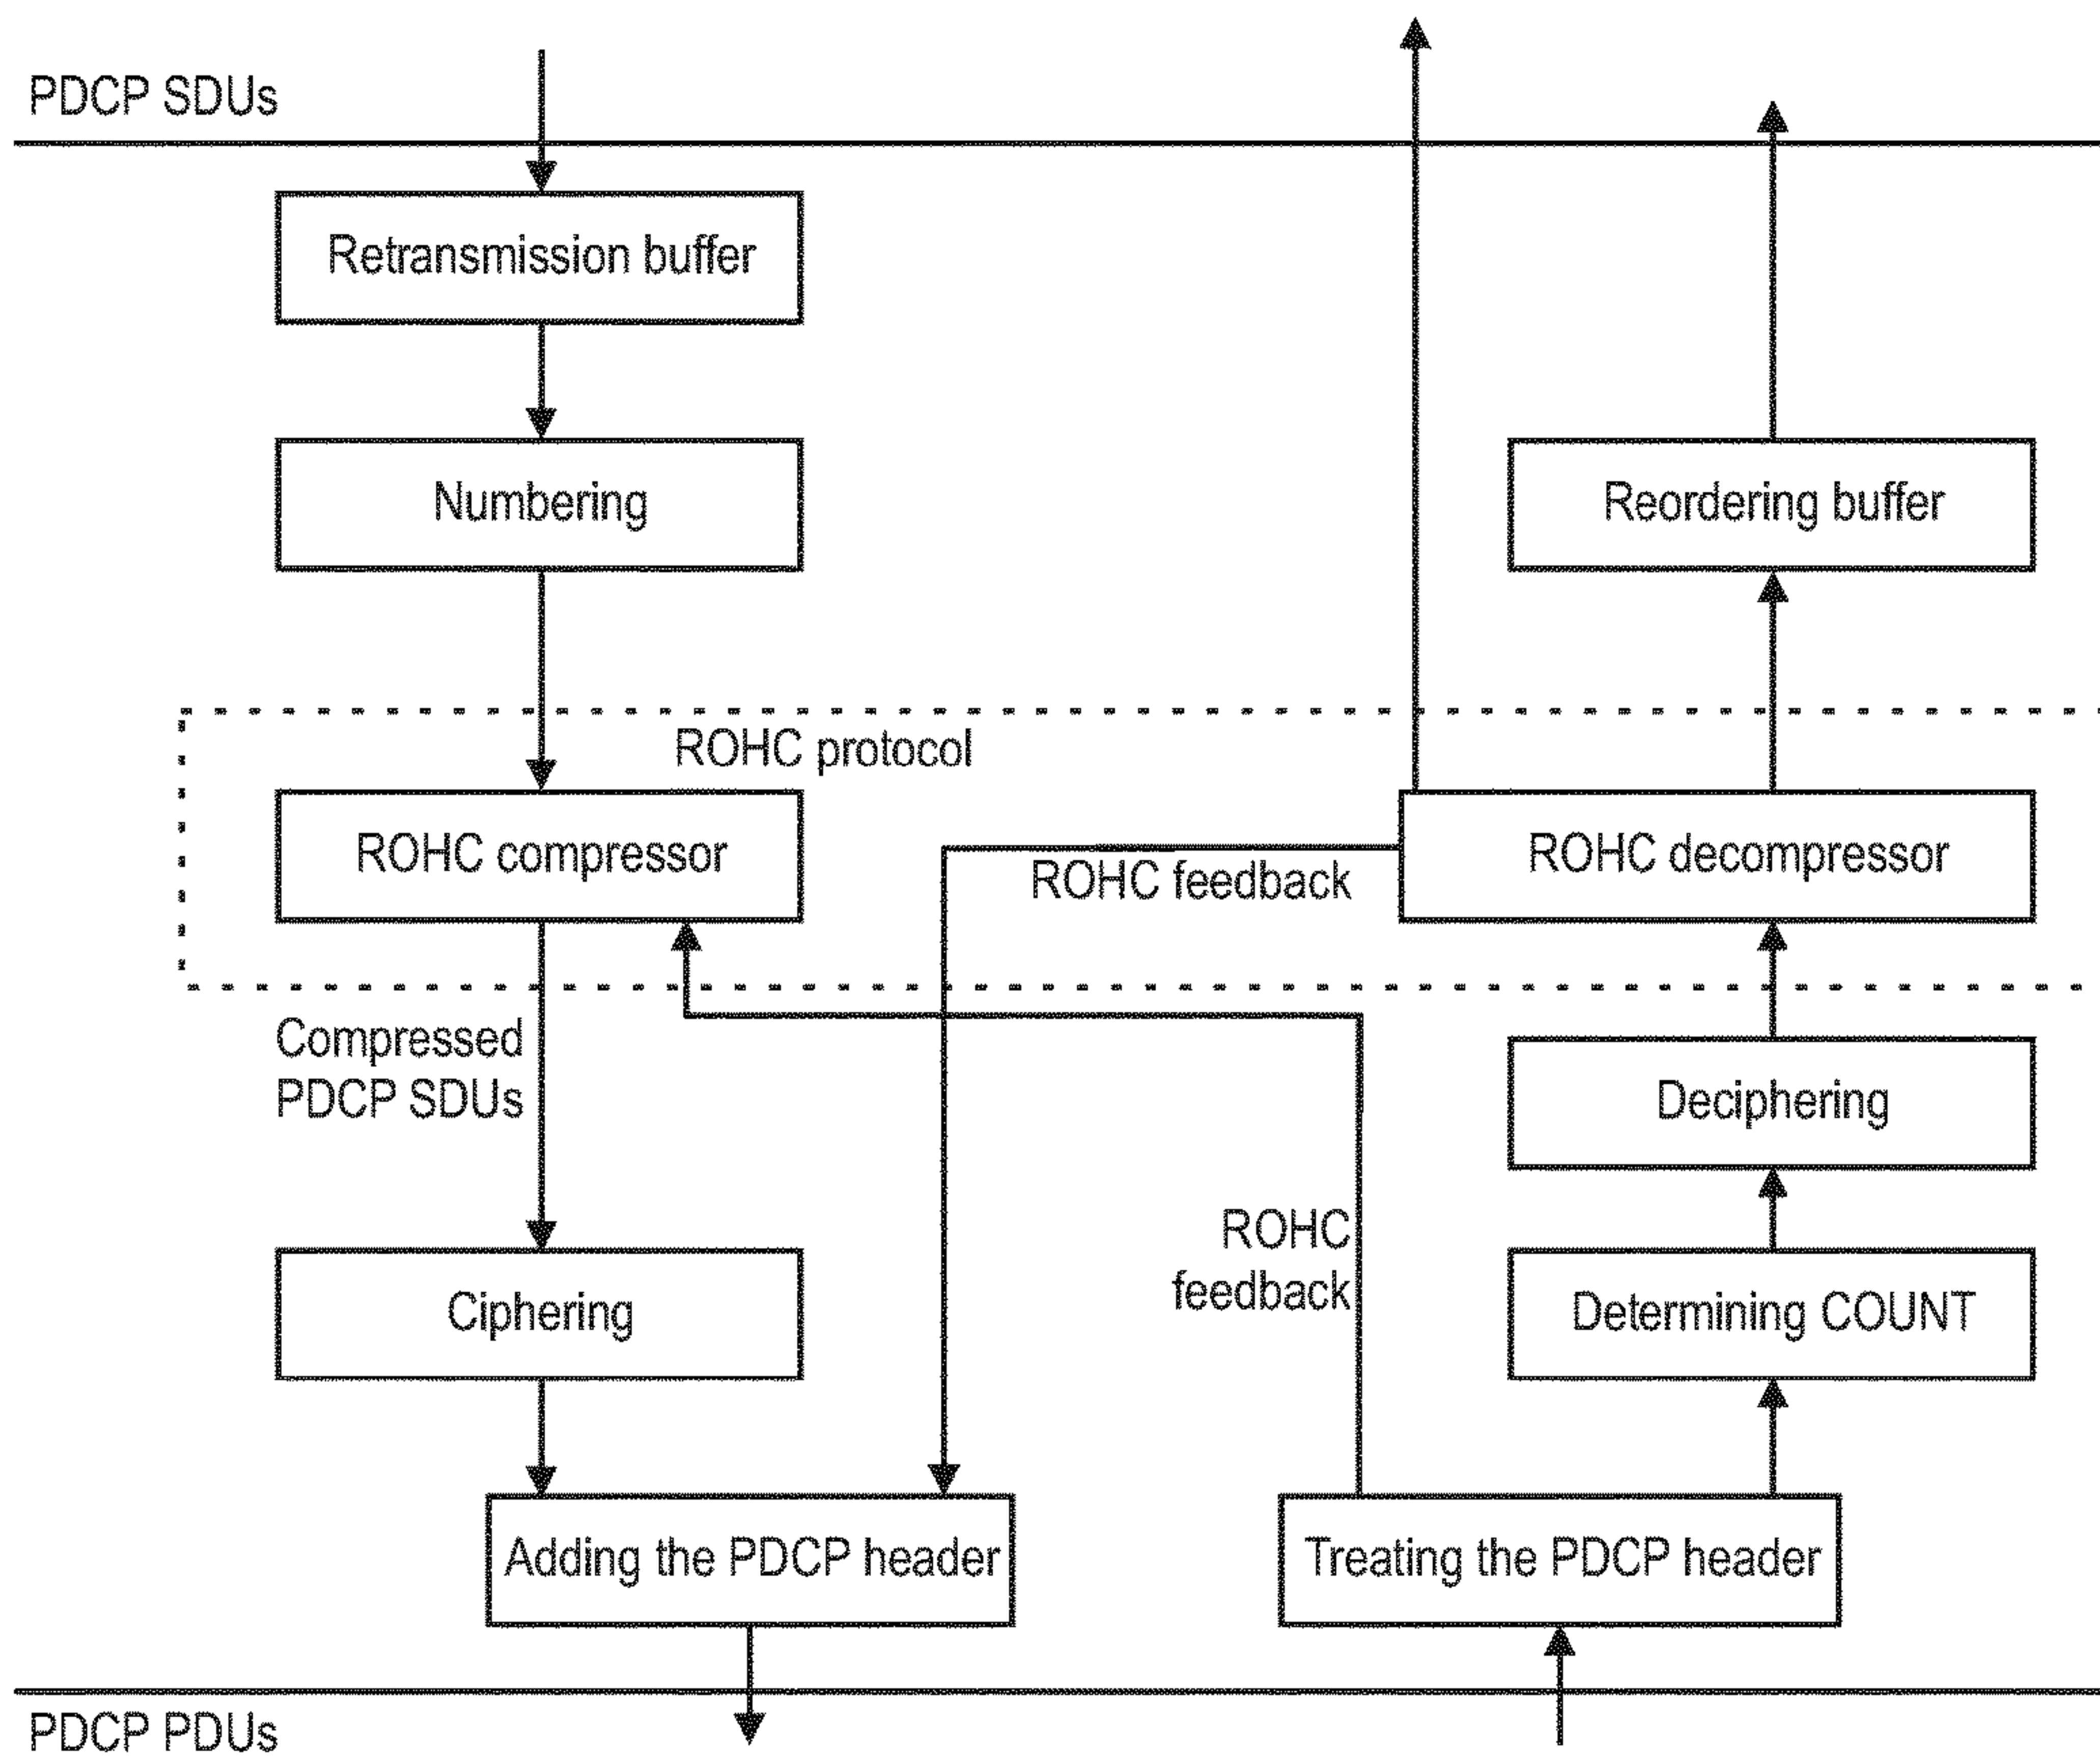 PDCP SDUs
Retransmission buffer
Numbering
Reordering buffer
ROHC protocol
ROHC compressor
ROHC feedback
ROHC decompressor
Compressed
PDCP SDUs
Deciphering
ROHC
feedback
Ciphering
Determining COUNT
Adding the PDCP header
Treating the PDCP header
PDCP PDUs